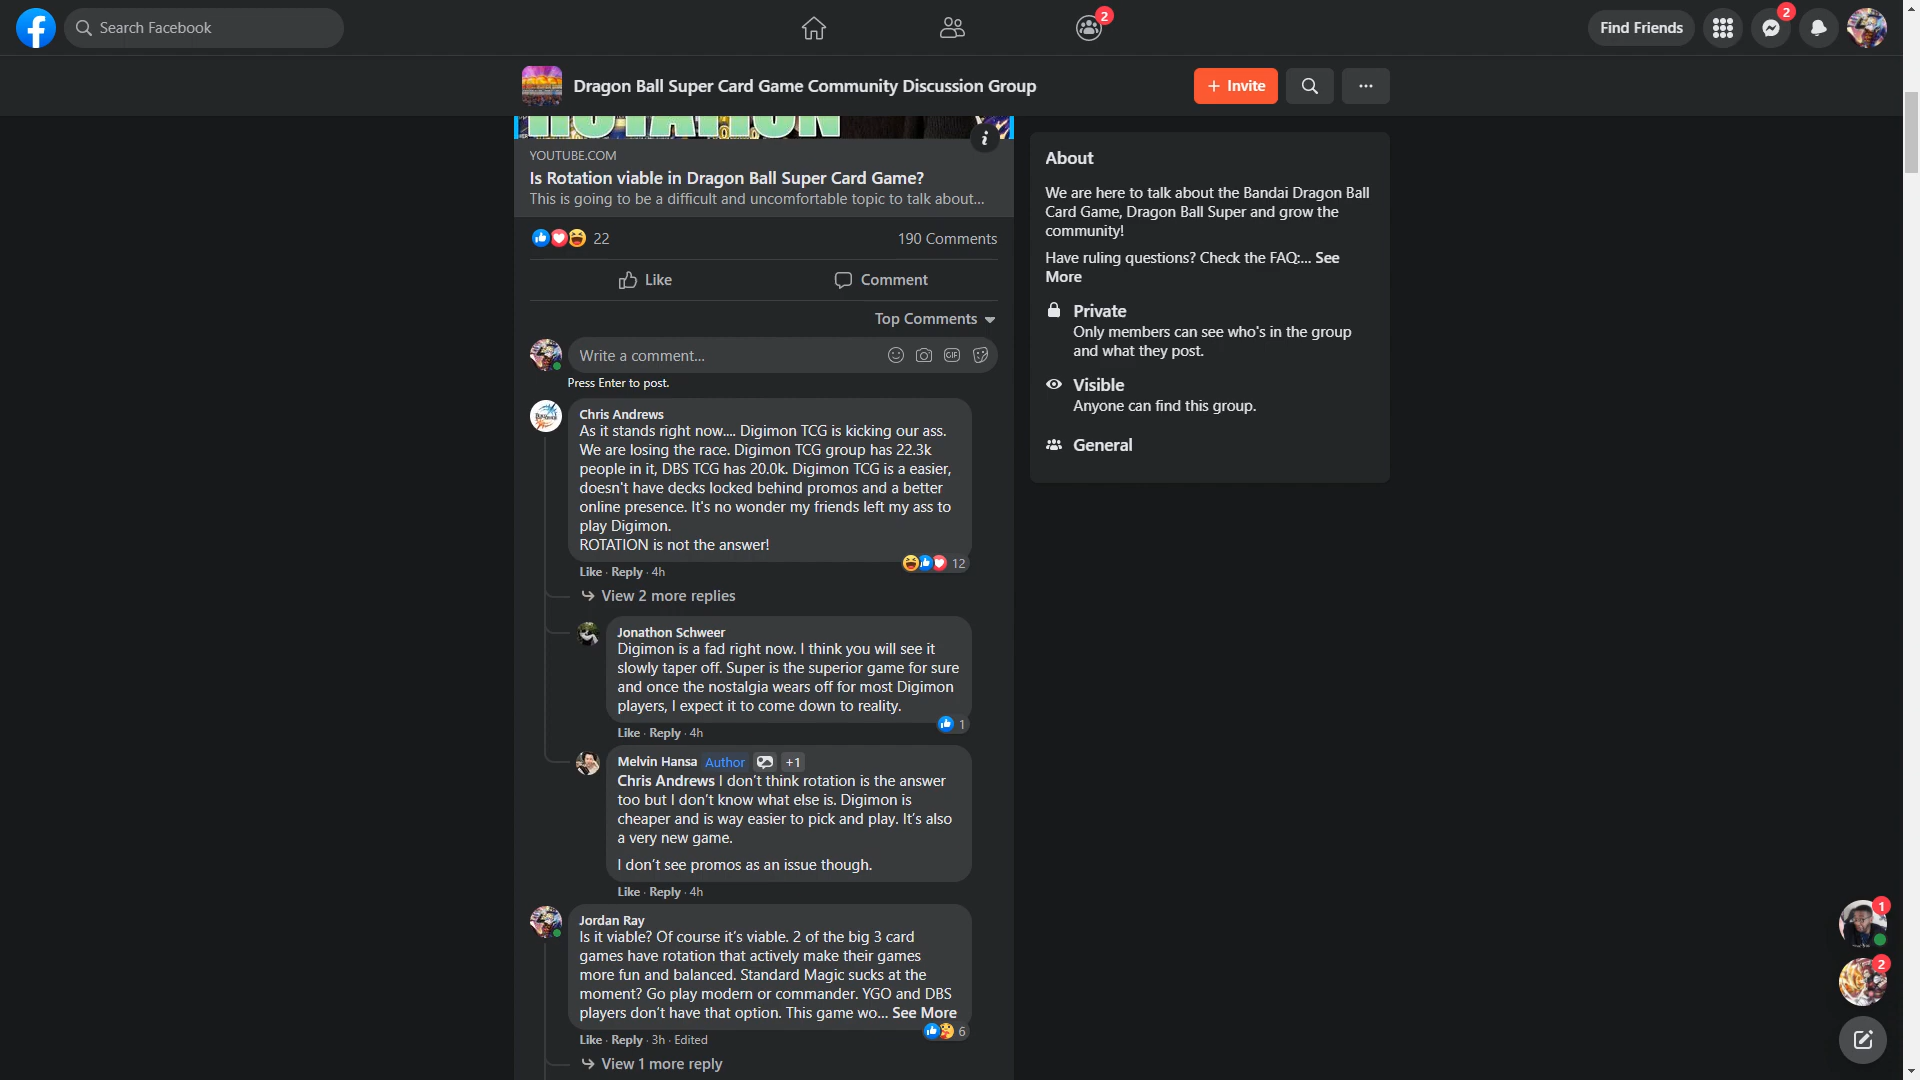 Search Facebook
2
Find Friends
2
Dragon Ball Super Card Game Community Discussion Group
+ Invite
ROTATION
YOUTUBE.COM
Is Rotation viable in Dragon Ball Super Card Game?
This is going to be a difficult and uncomfortable topic to talk about...
22
190 Comments
Like
Comment
Top Comments
Write a comment...
GIF
Press Enter to post.
Chris Andrews
As it stands right now.... Digimon TCG is kicking our ass.
We are losing the race. Digimon TCG group has 22.3k
people in it, DBS TCG has 20.0k. Digimon TCG is a easier,
doesn't have decks locked behind promos and a better
online presence. It's no wonder my friends left my ass to
play Digimon.
ROTATION is not the answer!
12
Like · Reply · 4h
View 2 more replies
Jonathon Schweer
Digimon is a fad right now. I think you will see it
slowly taper off. Super is the superior game for sure
and once the nostalgia wears off for most Digimon
players, I expect it to come down to reality.
1
Like · Reply · 4h
Melvin Hansa Author +1
Chris Andrews I don't think rotation is the answer
too but I don't know what else is. Digimon is
cheaper and is way easier to pick and play. It's also
a very new game.
I don't see promos as an issue though.
Like · Reply · 4h
Jordan Ray
Is it viable? Of course it's viable. 2 of the big 3 card
games have rotation that actively make their games
more fun and balanced. Standard Magic sucks at the
moment? Go play modern or commander. YGO and DBS
players don't have that option. This game wo... See More
6
Like · Reply · 3h · Edited
View 1 more reply
About
We are here to talk about the Bandai Dragon Ball
Card Game, Dragon Ball Super and grow the
community!
Have ruling questions? Check the FAQ:... See
More
Private
Only members can see who's in the group
and what they post.
Visible
Anyone can find this group.
General
1
2